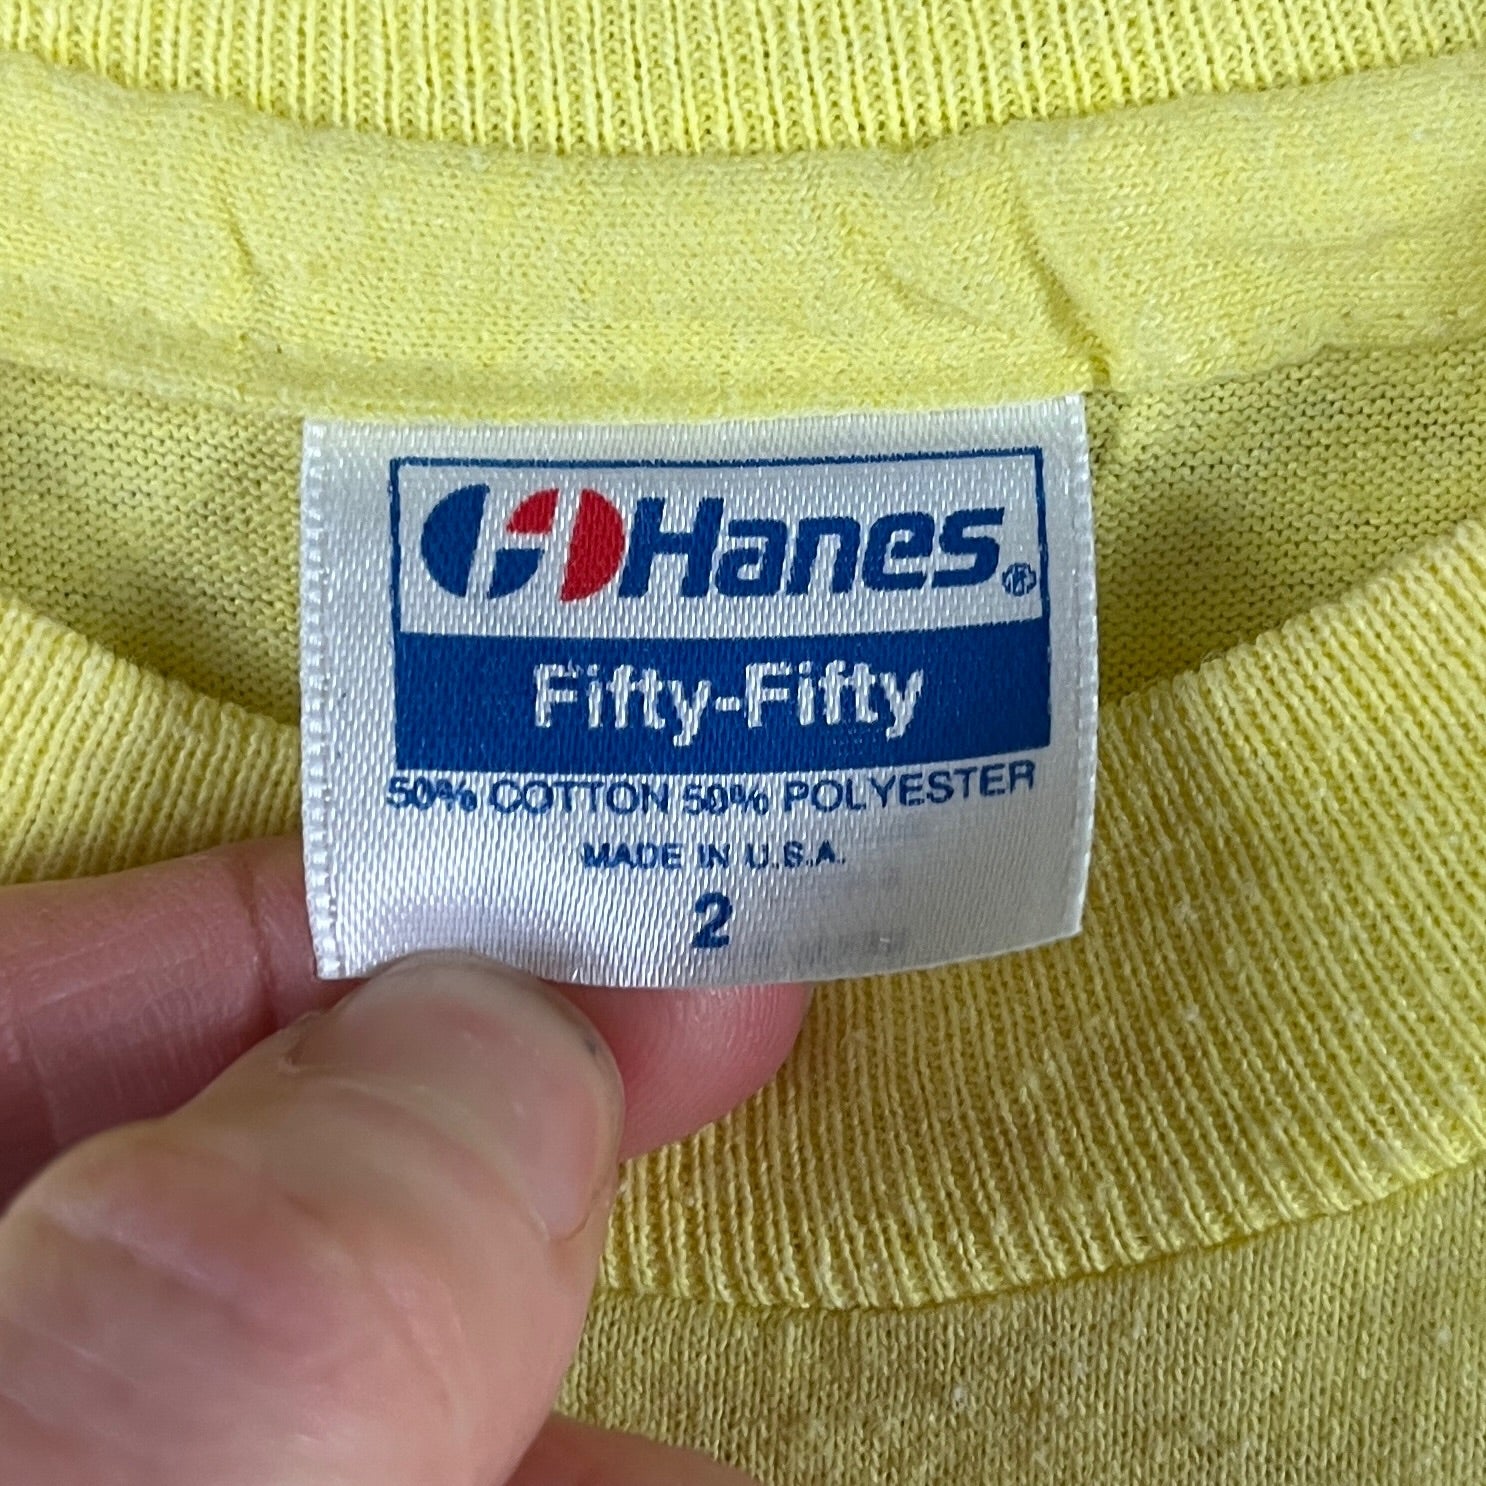 Hanes®
Fifty-Fifty
50% COTTON 50% POLYESTER
MADE IN U.S.A.
2